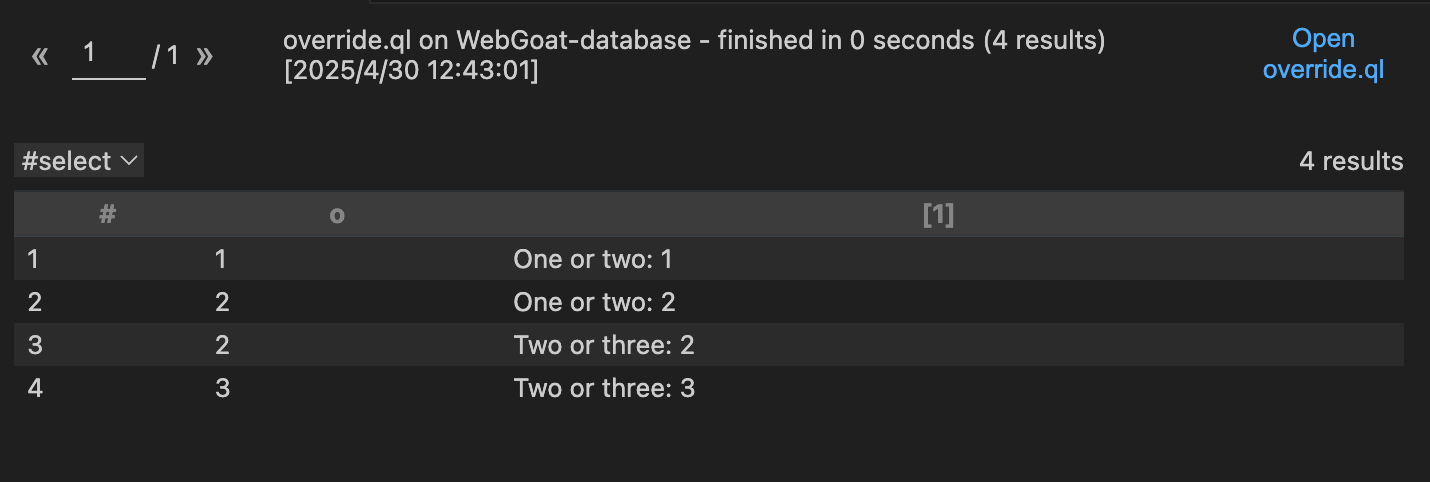 « 1 / 1 »
override.ql on WebGoat-database - finished in 0 seconds (4 results)
[2025/4/30 12:43:01]
Open
override.ql
#select
4 results
# o [1]
1 1 One or two: 1
2 2 One or two: 2
3 2 Two or three: 2
4 3 Two or three: 3